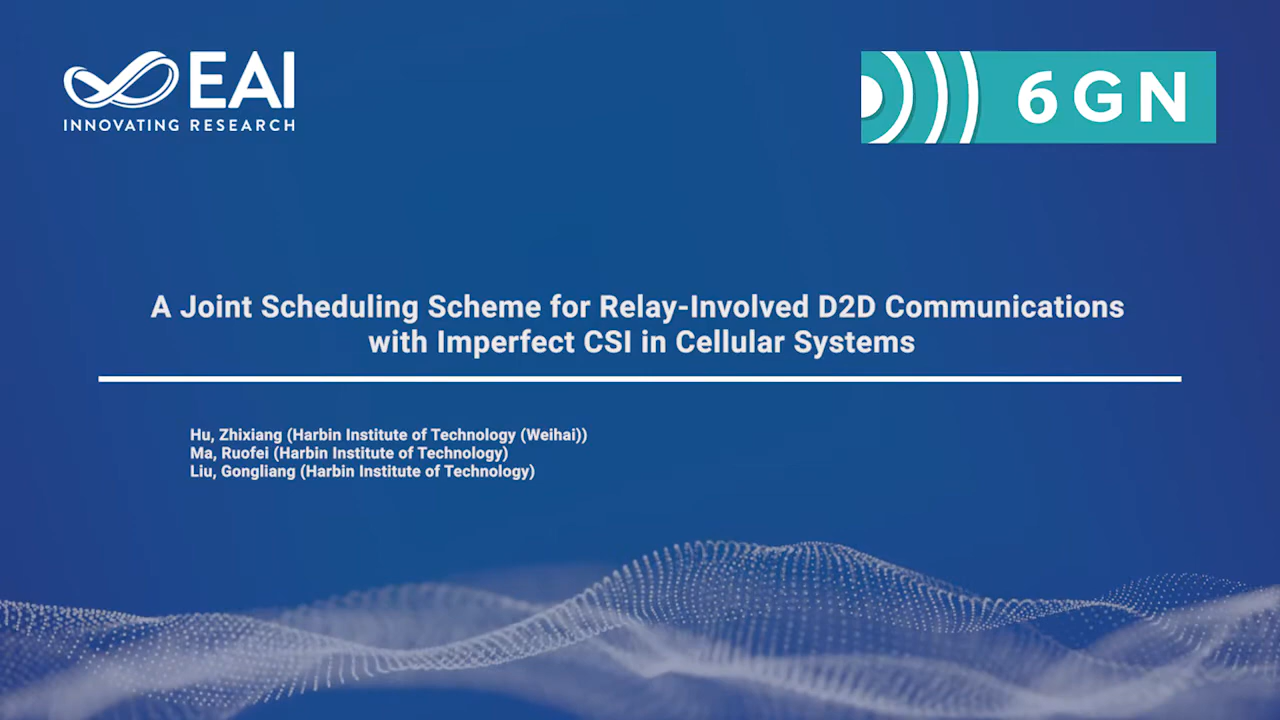 EAI
INNOVATING RESEARCH
6GN
A Joint Scheduling Scheme for Relay-Involved D2D Communications
with Imperfect CSI in Cellular Systems
Hu, Zhixiang (Harbin Institute of Technology (Weihai))
Ma, Ruofei (Harbin Institute of Technology)
Liu, Gongliang (Harbin Institute of Technology)